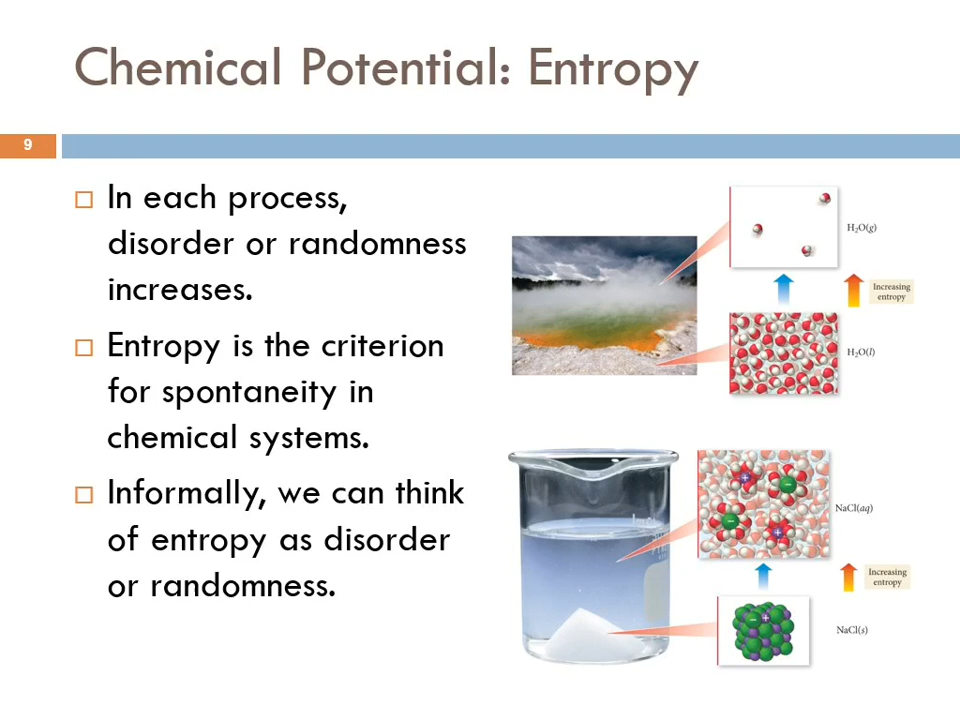 Chemical Potential: Entropy
9
In each process,
disorder or randomness
increases.
Entropy is the criterion
for spontaneity in
chemical systems.
Informally, we can think
of entropy as disorder
or randomness.
H₂O(g)
Increasing
entropy
H₂O(l)
NaCl(aq)
Increasing
entropy
NaCl(s)